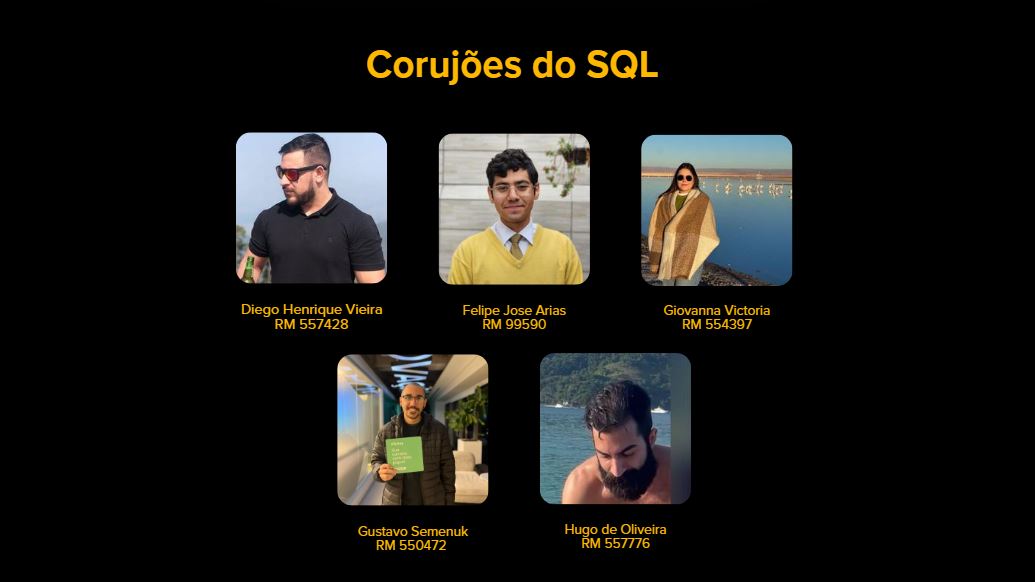 Corujões do SQL
Diego Henrique Vieira
RM 557428
Felipe Jose Arias
RM 99590
Giovanna Victoria
RM 554397
Gustavo Semenuk
RM 550472
Hugo de Oliveira
RM 557776